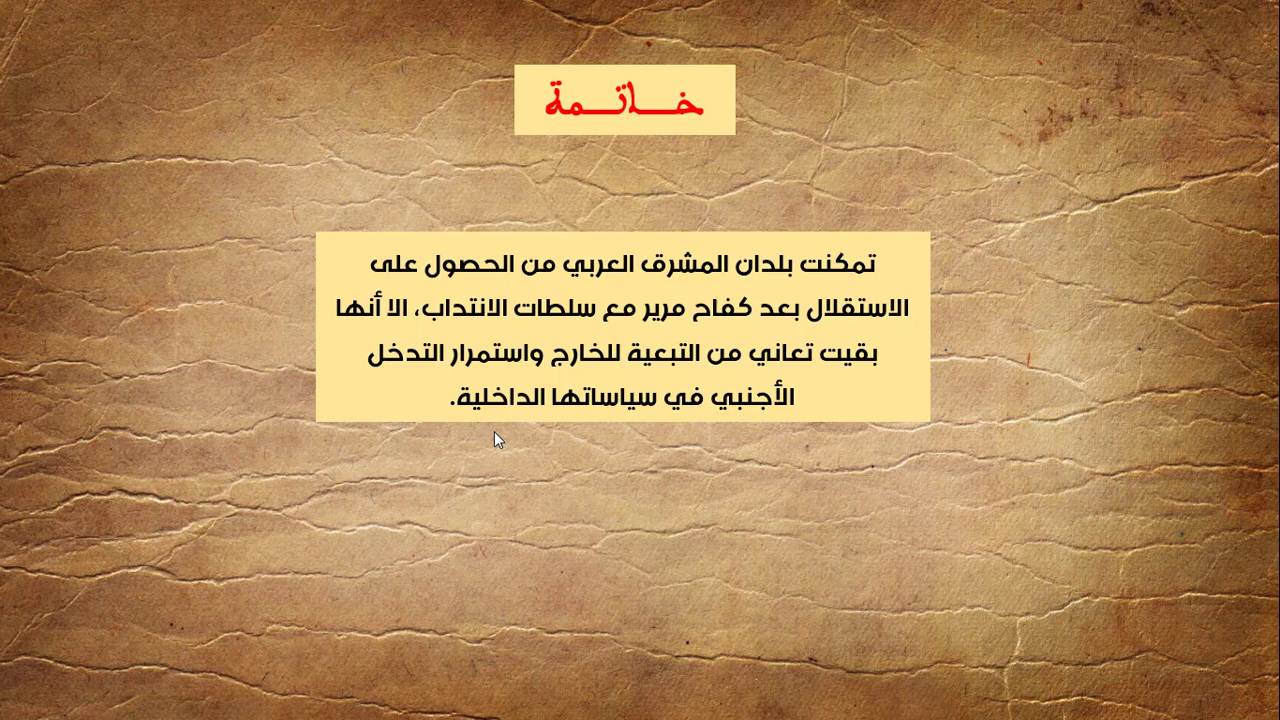 خـــاتـــمة
تمكنت بلدان المشرق العربي من الحصول على
الاستقلال بعد كفاح مرير مع سلطات الانتداب، الا أنها
بقيت تعاني من التبعية للخارج واستمرار التدخل
الأجنبي في سياساتها الداخلية.